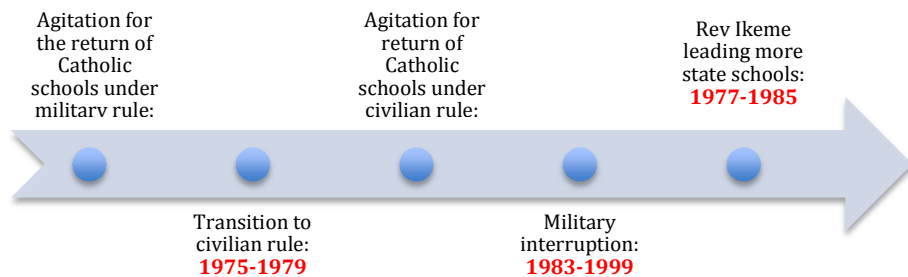 Agitation for
the return of
Catholic
schools under
military rule:
Transition to
civilian rule:
1975-1979
Agitation for
return of
Catholic
schools under
civilian rule:
Military
interruption:
1983-1999
Rev Ikeme
leading more
state schools:
1977-1985